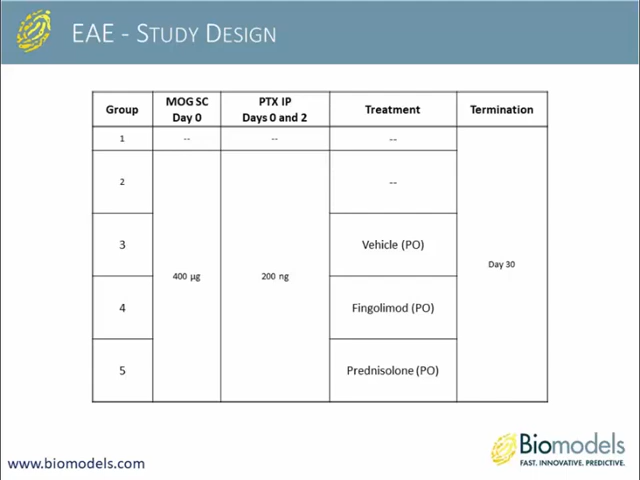 EAE - STUDY DESIGN
Group
MOG SC
Day 0
PTX IP
Days 0 and 2
Treatment
Termination
1
--
--
--
2
--
3
Vehicle (PO)
400 µg
200 ng
Day 30
4
Fingolimod (PO)
5
Prednisolone (PO)
www.biomodels.com
Biomodels
FAST. INNOVATIVE. PREDICTIVE.